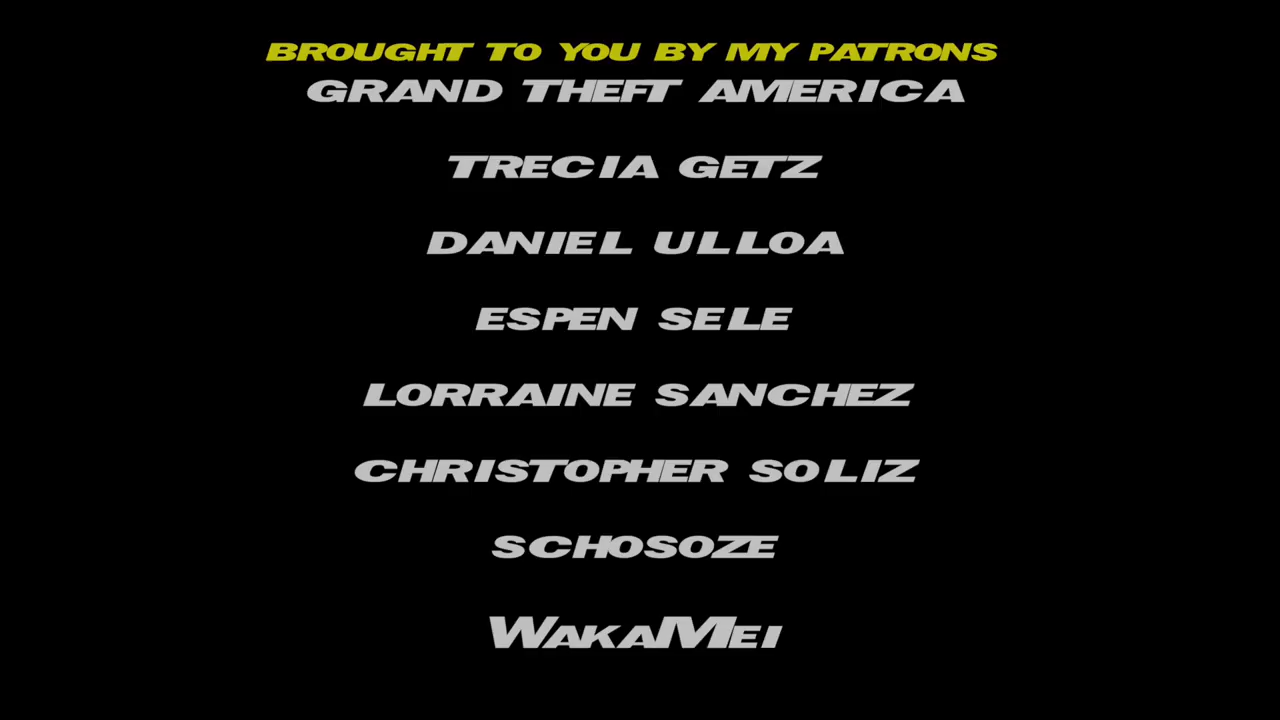 BROUGHT TO YOU BY MY PATRONS
GRAND THEFT AMERICA
TRECIA GETZ
DANIEL ULLOA
ESPEN SELE
LORRAINE SANCHEZ
CHRISTOPHER SOLIZ
SCHOSOZE
WAKAMEI